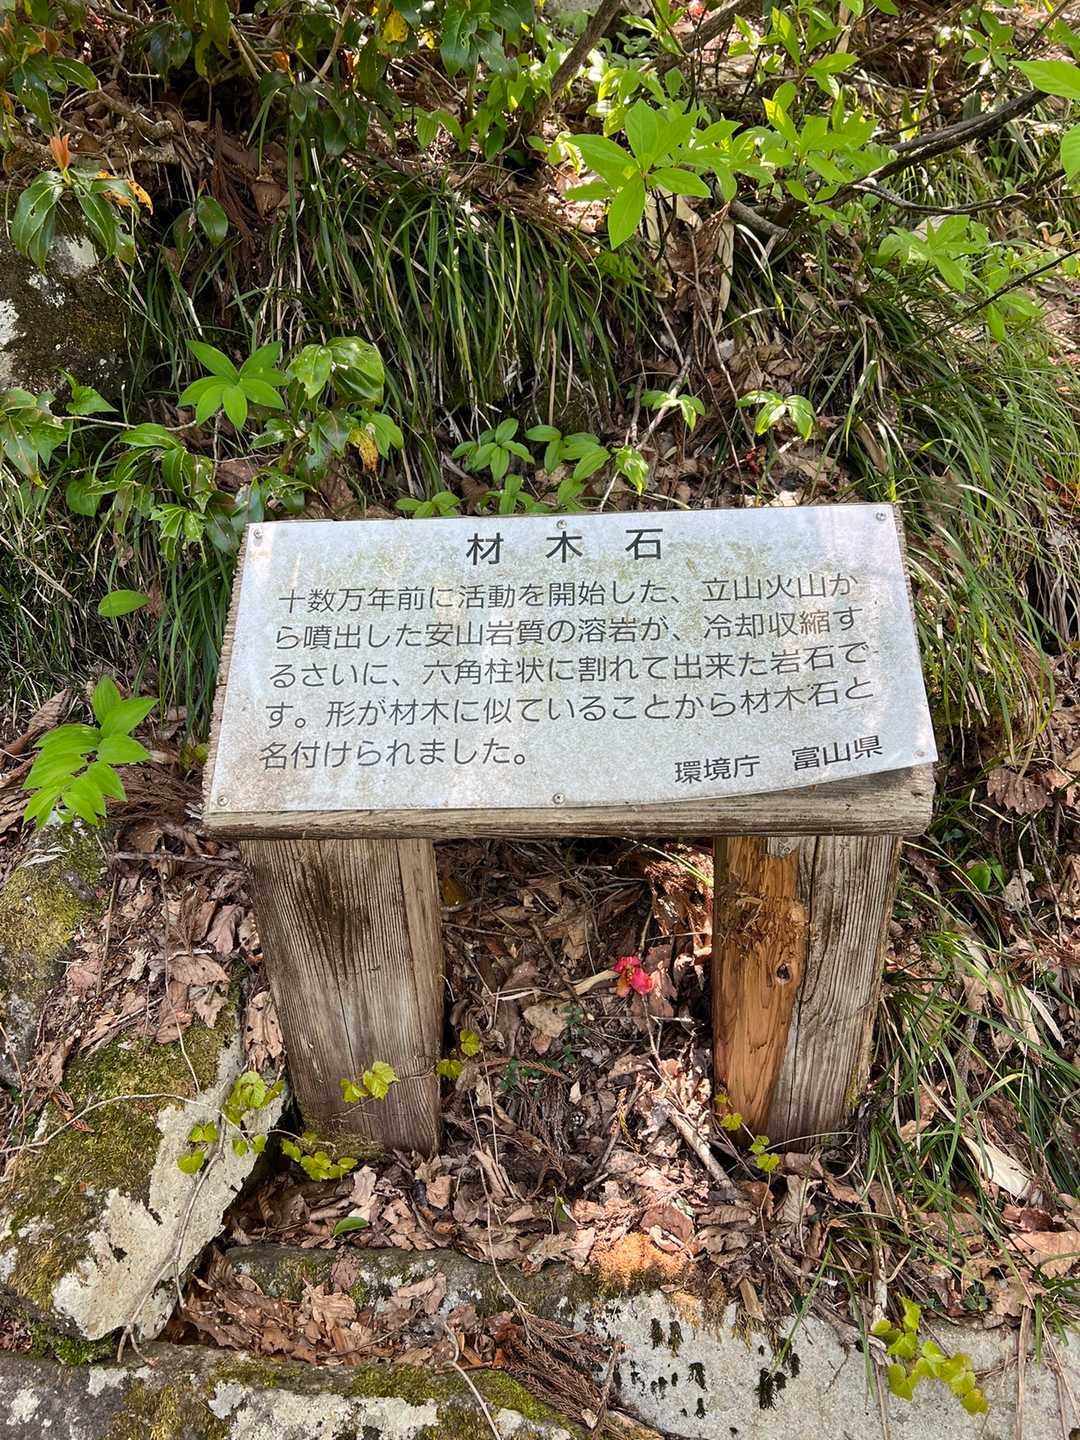 材木石
十数万年前に活動を開始した、立山火山か
ら噴出した安山岩質の溶岩が、冷却収縮す
るさいに、六角柱状に割れて出来た岩石で
す。形が材木に似ていることから材木石と
名付けられました。
環境庁 富山県